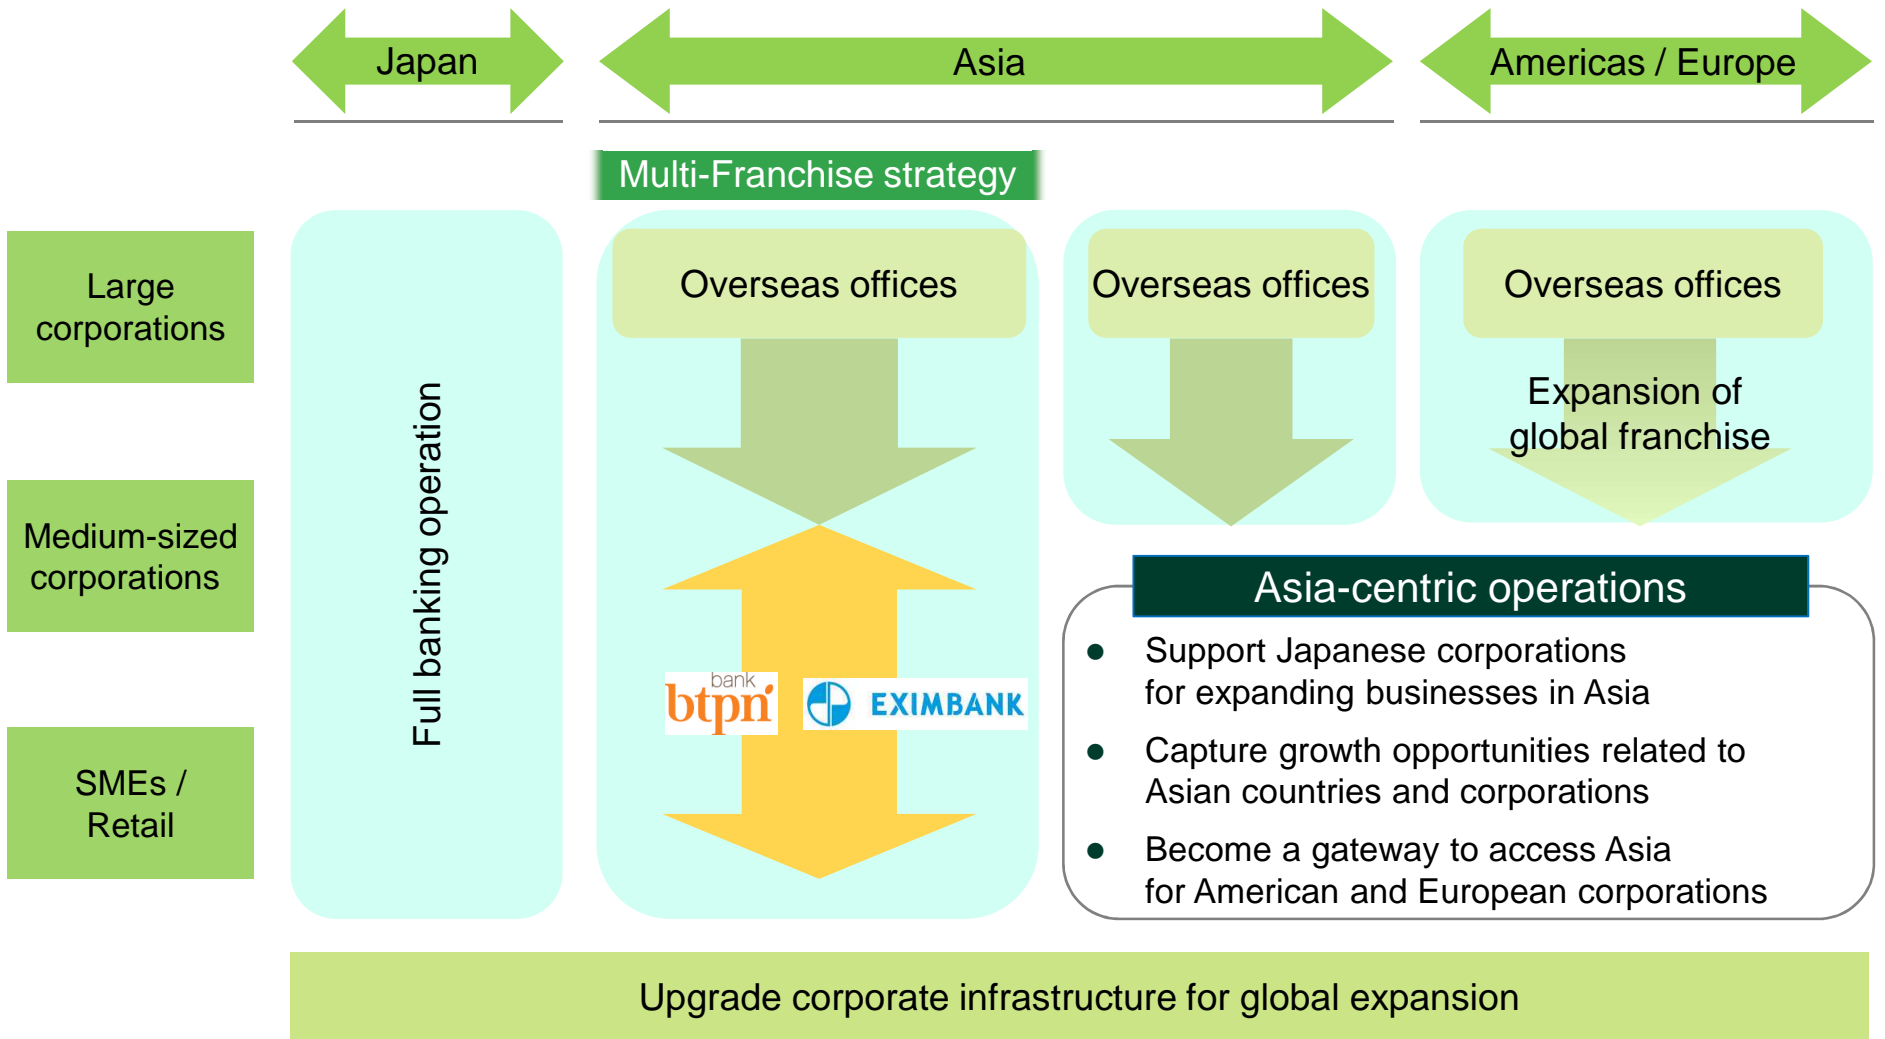 Japan
Asia
Americas / Europe
Multi-Franchise strategy
Large
corporations
Medium-sized
corporations
SMEs /
Retail
Full banking operation
Overseas offices
bank
btpn
EXIMBANK
Overseas offices
Overseas offices
Expansion of
global franchise
Asia-centric operations
● Support Japanese corporations
for expanding businesses in Asia
● Capture growth opportunities related to
Asian countries and corporations
● Become a gateway to access Asia
for American and European corporations
Upgrade corporate infrastructure for global expansion